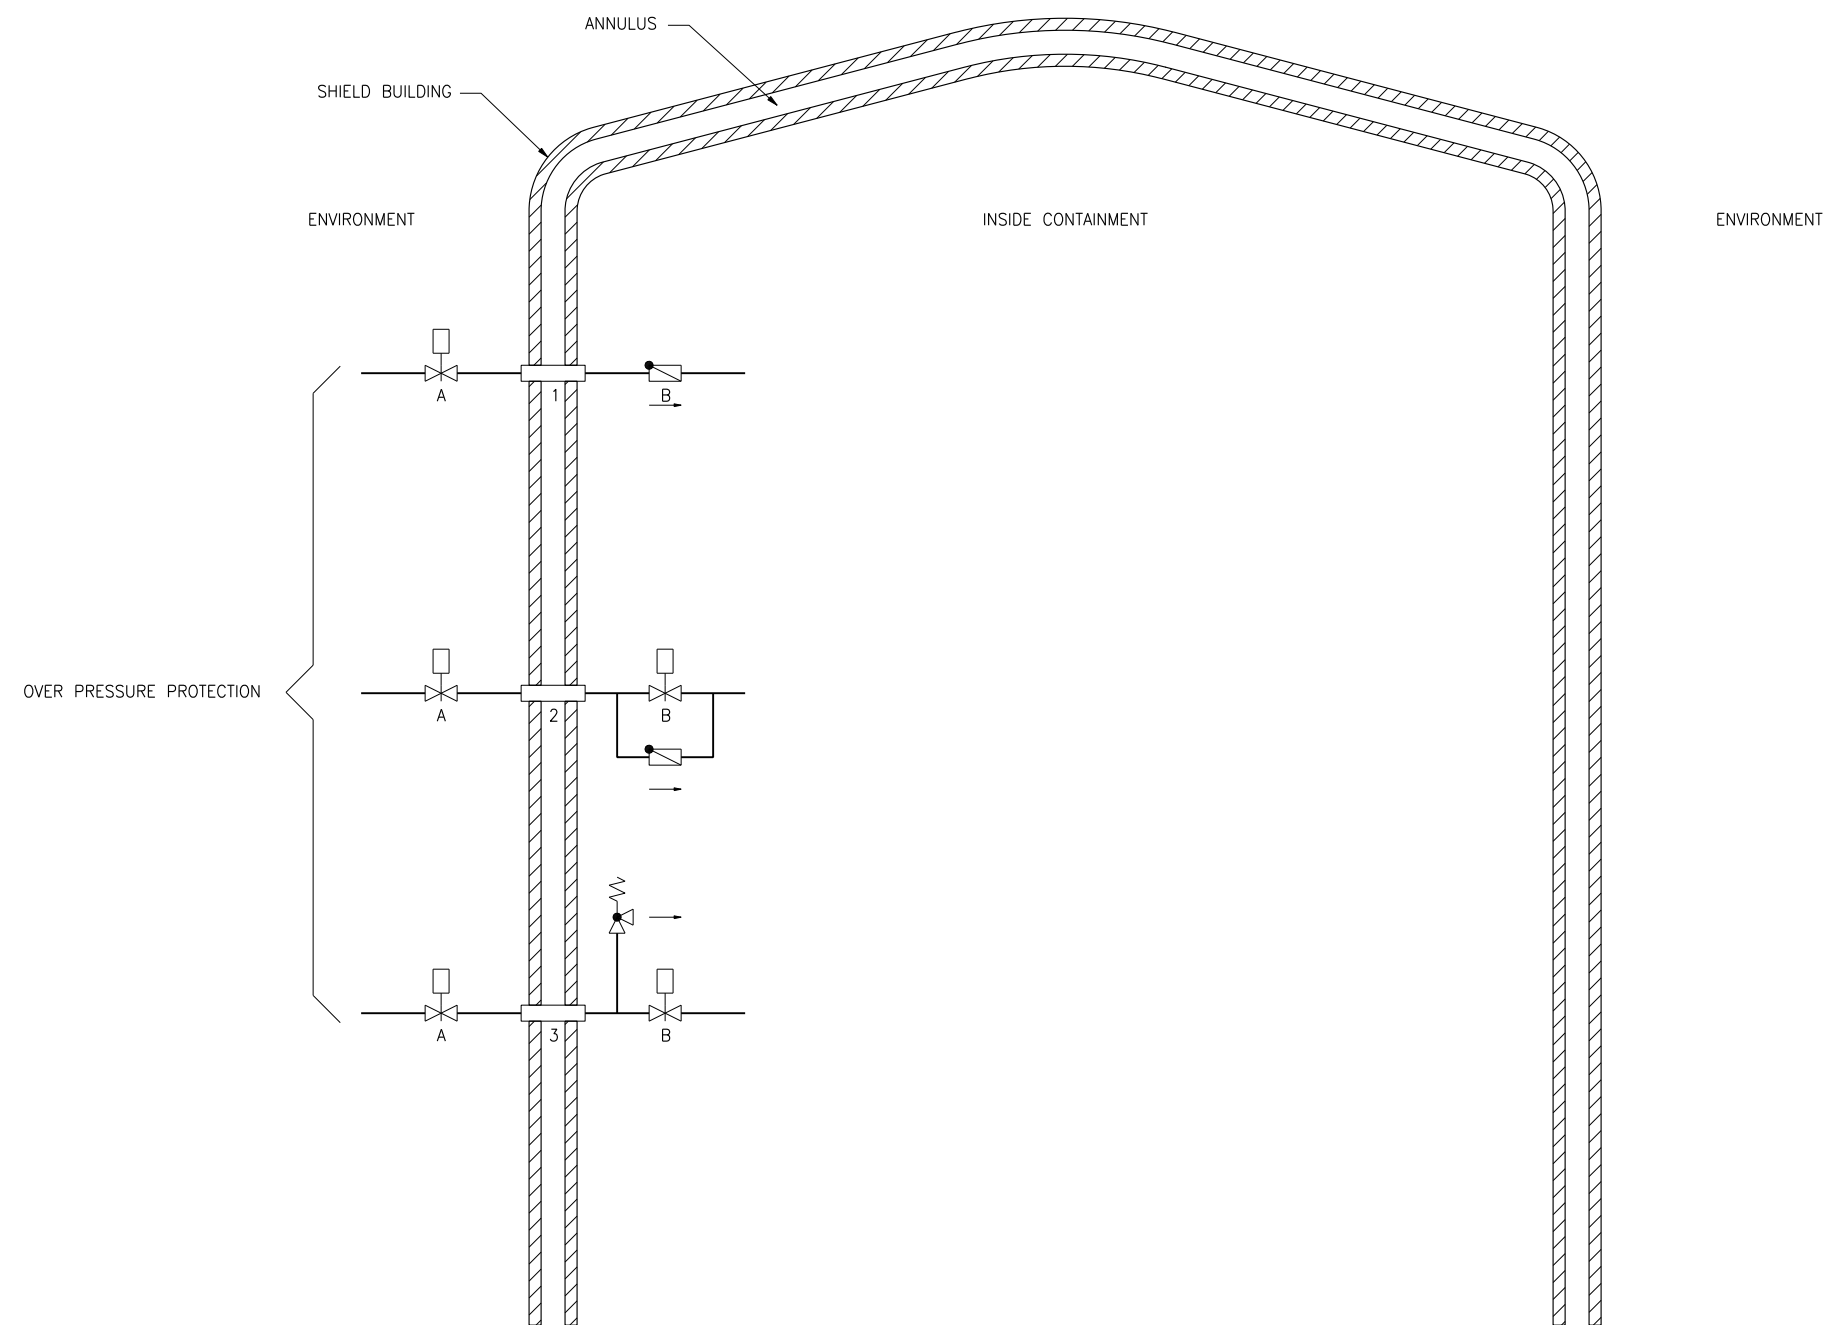 ANNULUS
SHIELD BUILDING
ENVIRONMENT
INSIDE CONTAINMENT
ENVIRONMENT
A
1
B
OVER PRESSURE PROTECTION
A
2
B
A
3
B